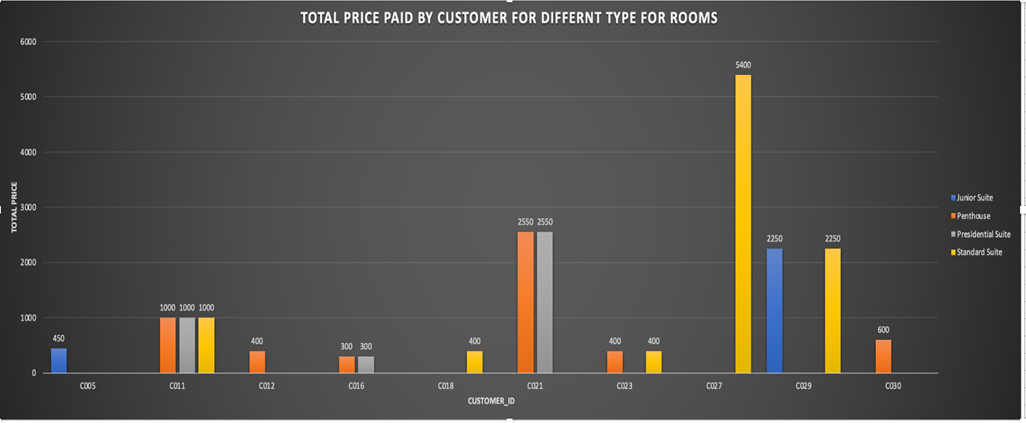 TOTAL PRICE PAID BY CUSTOMER FOR DIFFERNT TYPE FOR ROOMS
6000
5000
4000
3000
2000
1000
0
TOTAL PRICE
450
1000 1000 1000
400
300 300
400
2550 2550
400 400
5400
2250 2250
600
C005 C011 C012 C016 C018 C021 C023 C027 C029 C030
CUSTOMER_ID
Junior Suite
Penthouse
Presidential Suite
Standard Suite